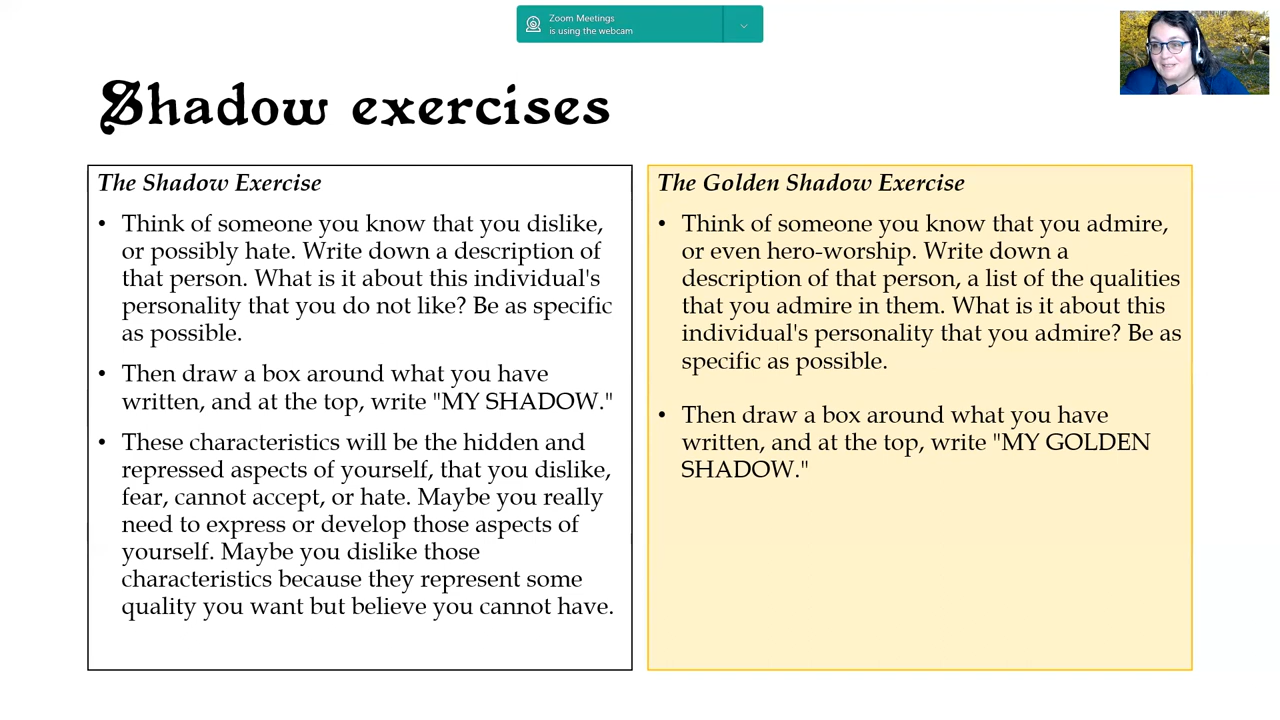 Zoom Meetings
is using the webcam
Shadow exercises
The Shadow Exercise
• Think of someone you know that you dislike,
or possibly hate. Write down a description of
that person. What is it about this individual's
personality that you do not like? Be as specific
as possible.
• Then draw a box around what you have
written, and at the top, write "MY SHADOW."
• These characteristics will be the hidden and
repressed aspects of yourself, that you dislike,
fear, cannot accept, or hate. Maybe you really
need to express or develop those aspects of
yourself. Maybe you dislike those
characteristics because they represent some
quality you want but believe you cannot have.
The Golden Shadow Exercise
• Think of someone you know that you admire,
or even hero-worship. Write down a
description of that person, a list of the qualities
that you admire in them. What is it about this
individual's personality that you admire? Be as
specific as possible.
• Then draw a box around what you have
written, and at the top, write "MY GOLDEN
SHADOW."